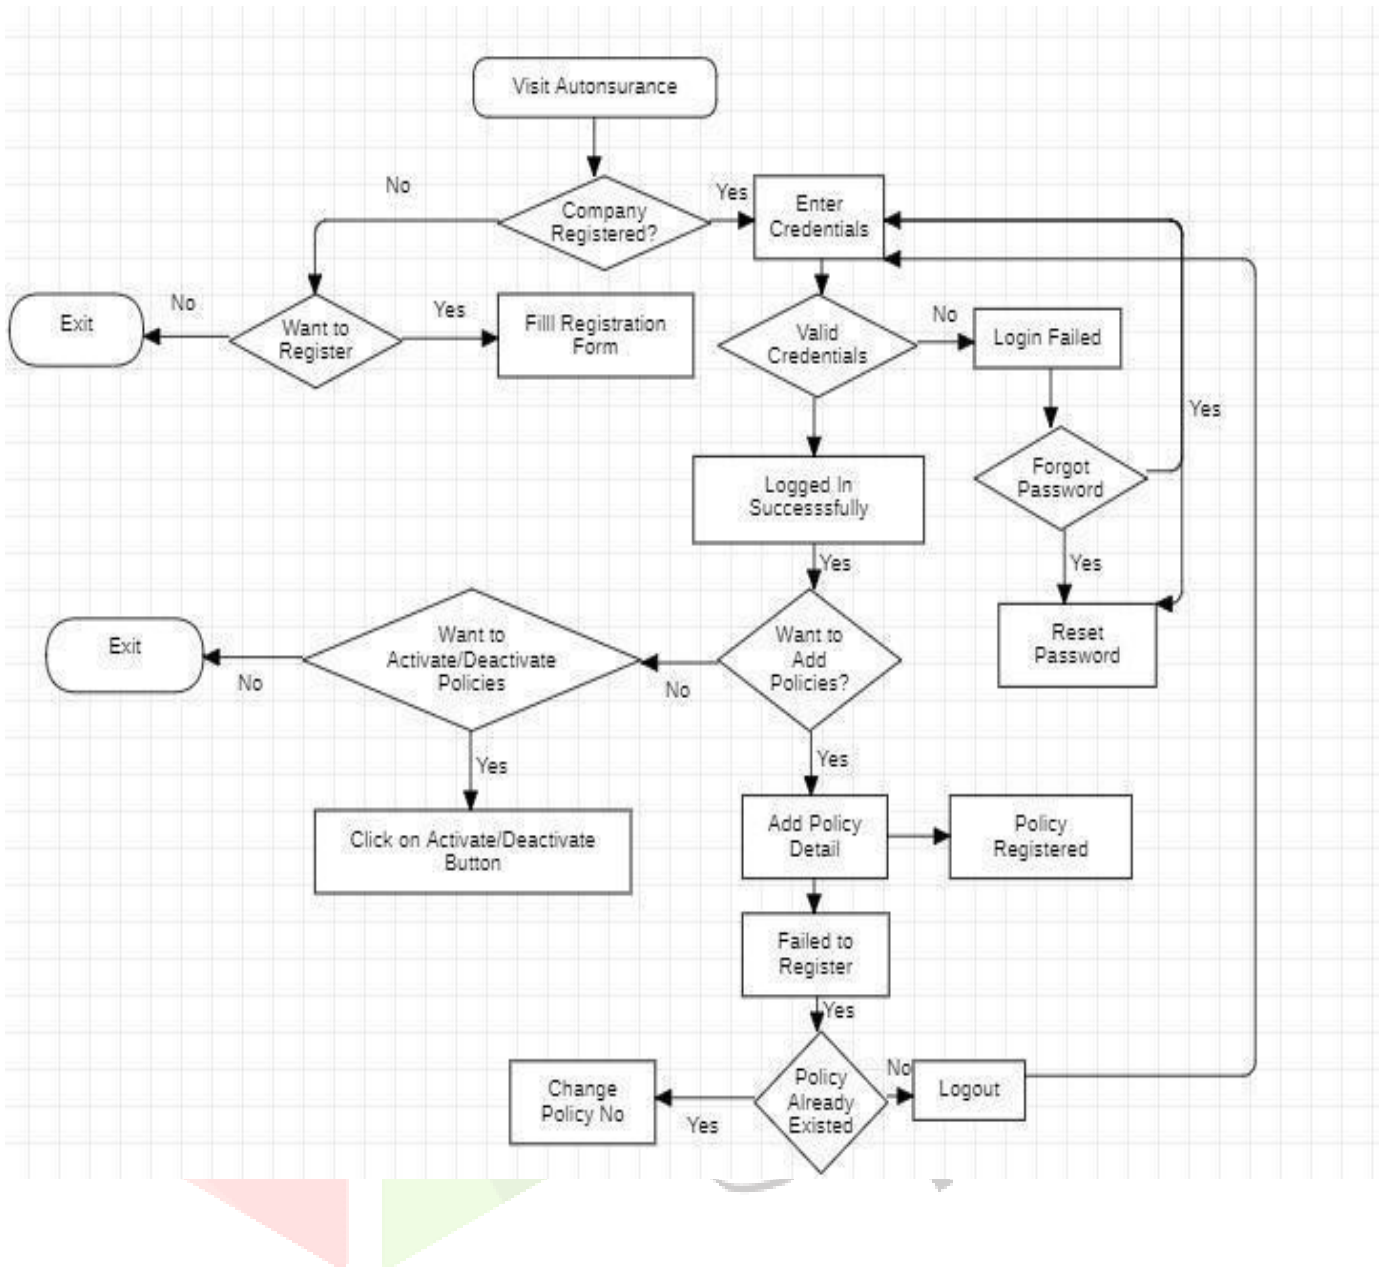 Visit Autonsurance
No
Yes
Company
Registered?
Enter
Credentials
Exit
No
Want to
Register
Yes
Filll Registration
Form
Valid
Credentials
No
Login Failed
Yes
Forgot
Password
Logged In
Successsfully
Yes
Yes
Exit
No
Want to
Activate/Deactivate
Policies
No
Want to
Add
Policies?
Reset
Password
Yes
Yes
Click on Activate/Deactivate
Button
Add Policy
Detail
Policy
Registered
Failed to
Register
Yes
Change
Policy No
Yes
Policy
Already
Existed
No
Logout